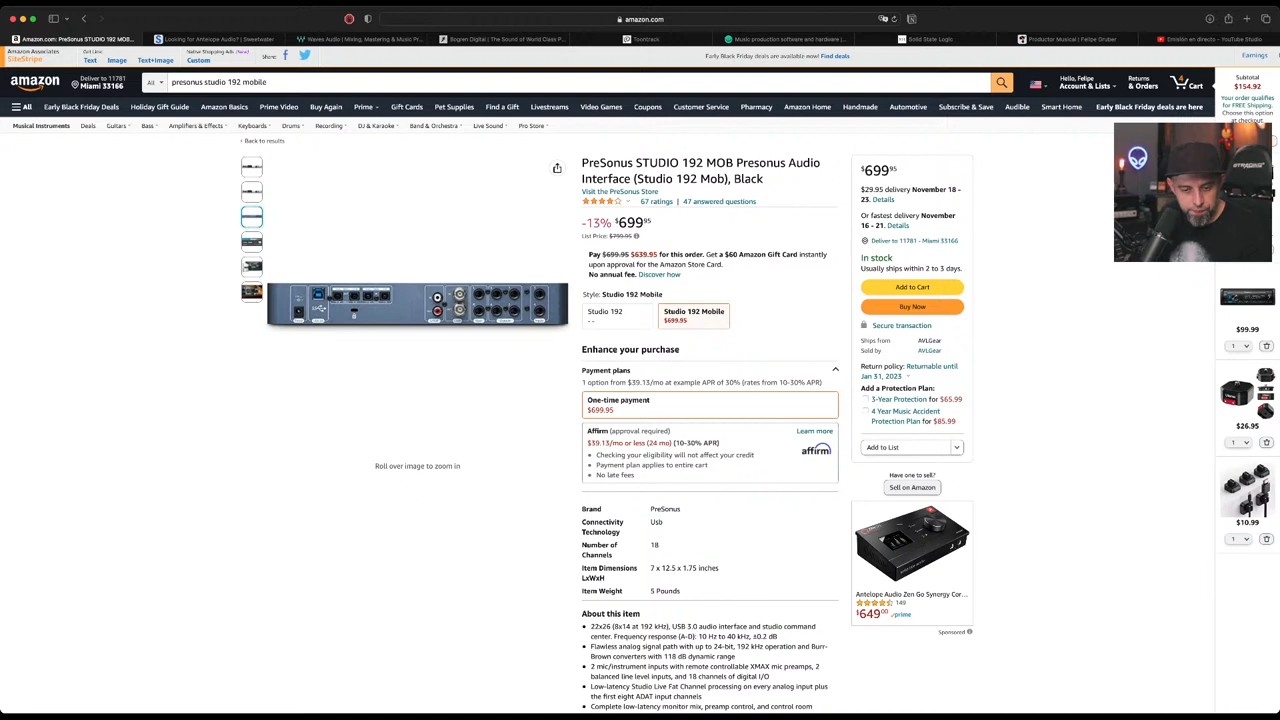 amazon.com
Amazon.com: PreSonus STUDIO 192 MOB...
Looking for Antelope Audio? | Sweetwater
Waves Audio | Mixing, Mastering & Music Pr...
Bogren Digital | The Sound of World Class P...
Toontrack
Music production software and hardware |...
Solid State Logic
Productor Musical | Felipe Gruber
Emisión en directo - YouTube
Amazon Associates
SiteStripe
Get Link:
Text
Image
Text+Image
Native Shopping Ads (New)
Custom
Share:
Early Black Friday deals are available now! Find deals
Earnings
amazon
Deliver to 11781
Miami 33166
All
presonus studio 192 mobile
Hello, Felipe
Account & Lists
Returns
& Orders
4
Cart
Subtotal
$154.92
Your order qualifies
for FREE Shipping.
Choose this option
at checkout.
All
Early Black Friday Deals
Holiday Gift Guide
Amazon Basics
Prime Video
Buy Again
Prime
Gift Cards
Pet Supplies
Find a Gift
Livestreams
Video Games
Coupons
Customer Service
Pharmacy
Amazon Home
Handmade
Automotive
Subscribe & Save
Audible
Smart Home
Early Black Friday deals are here
Musical Instruments
Deals
Guitars
Bass
Amplifiers & Effects
Keyboards
Drums
Recording
DJ & Karaoke
Band & Orchestra
Live Sound
Pro Store
‹ Back to results
PreSonus STUDIO 192 MOB Presonus Audio
Interface (Studio 192 Mob), Black
Visit the PreSonus Store
67 ratings | 47 answered questions
-13% $699.95
List Price: $799.95
Pay $699.95 $639.95 for this order. Get a $60 Amazon Gift Card instantly
upon approval for the Amazon Store Card.
No annual fee. Discover how
Style: Studio 192 Mobile
Studio 192
- -
Studio 192 Mobile
$699.95
Enhance your purchase
Payment plans
1 option from $39.13/mo at example APR of 30% (rates from 10-30% APR)
One-time payment
$699.95
Affirm (approval required)
Learn more
$39.13/mo or less (24 mo) (10-30% APR)
• Checking your eligibility will not affect your credit
• Payment plan applies to entire cart
• No late fees
affirm
Brand PreSonus
Connectivity Usb
Technology
Number of 18
Channels
Item Dimensions 7 x 12.5 x 1.75 inches
LxWxH
Item Weight 5 Pounds
About this item
• 22x26 (8x14 at 192 kHz), USB 3.0 audio interface and studio command
center. Frequency response (A-D): 10 Hz to 40 kHz, ±0.2 dB
• Flawless analog signal path with up to 24-bit, 192 kHz operation and Burr-
Brown converters with 118 dB dynamic range
• 2 mic/instrument inputs with remote controllable XMAX mic preamps, 2
balanced line level inputs, and 18 channels of digital I/O
• Low-latency Studio Live Fat Channel processing on every analog input plus
the first eight ADAT input channels
• Complete low-latency monitor mix, preamp control, and control room
Roll over image to zoom in
$699.95
$29.95 delivery November 18 -
23. Details
Or fastest delivery November
16 - 21. Details
Deliver to 11781 - Miami 33166
In stock
Usually ships within 2 to 3 days.
Add to Cart
Buy Now
Secure transaction
Ships from AVLGear
Sold by AVLGear
Return policy: Returnable until
Jan 31, 2023
Add a Protection Plan:
3-Year Protection for $65.99
4 Year Music Accident
Protection Plan for $85.99
Add to List
Have one to sell?
Sell on Amazon
Antelope Audio Zen Go Synergy Cor...
149
$649.00 prime
Sponsored
$99.99
1
$26.95
1
$10.99
1